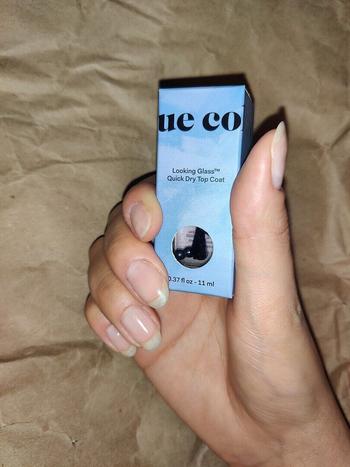 ue co
Looking Glass™
Quick Dry Top Coat
0.37 fl oz - 11 ml